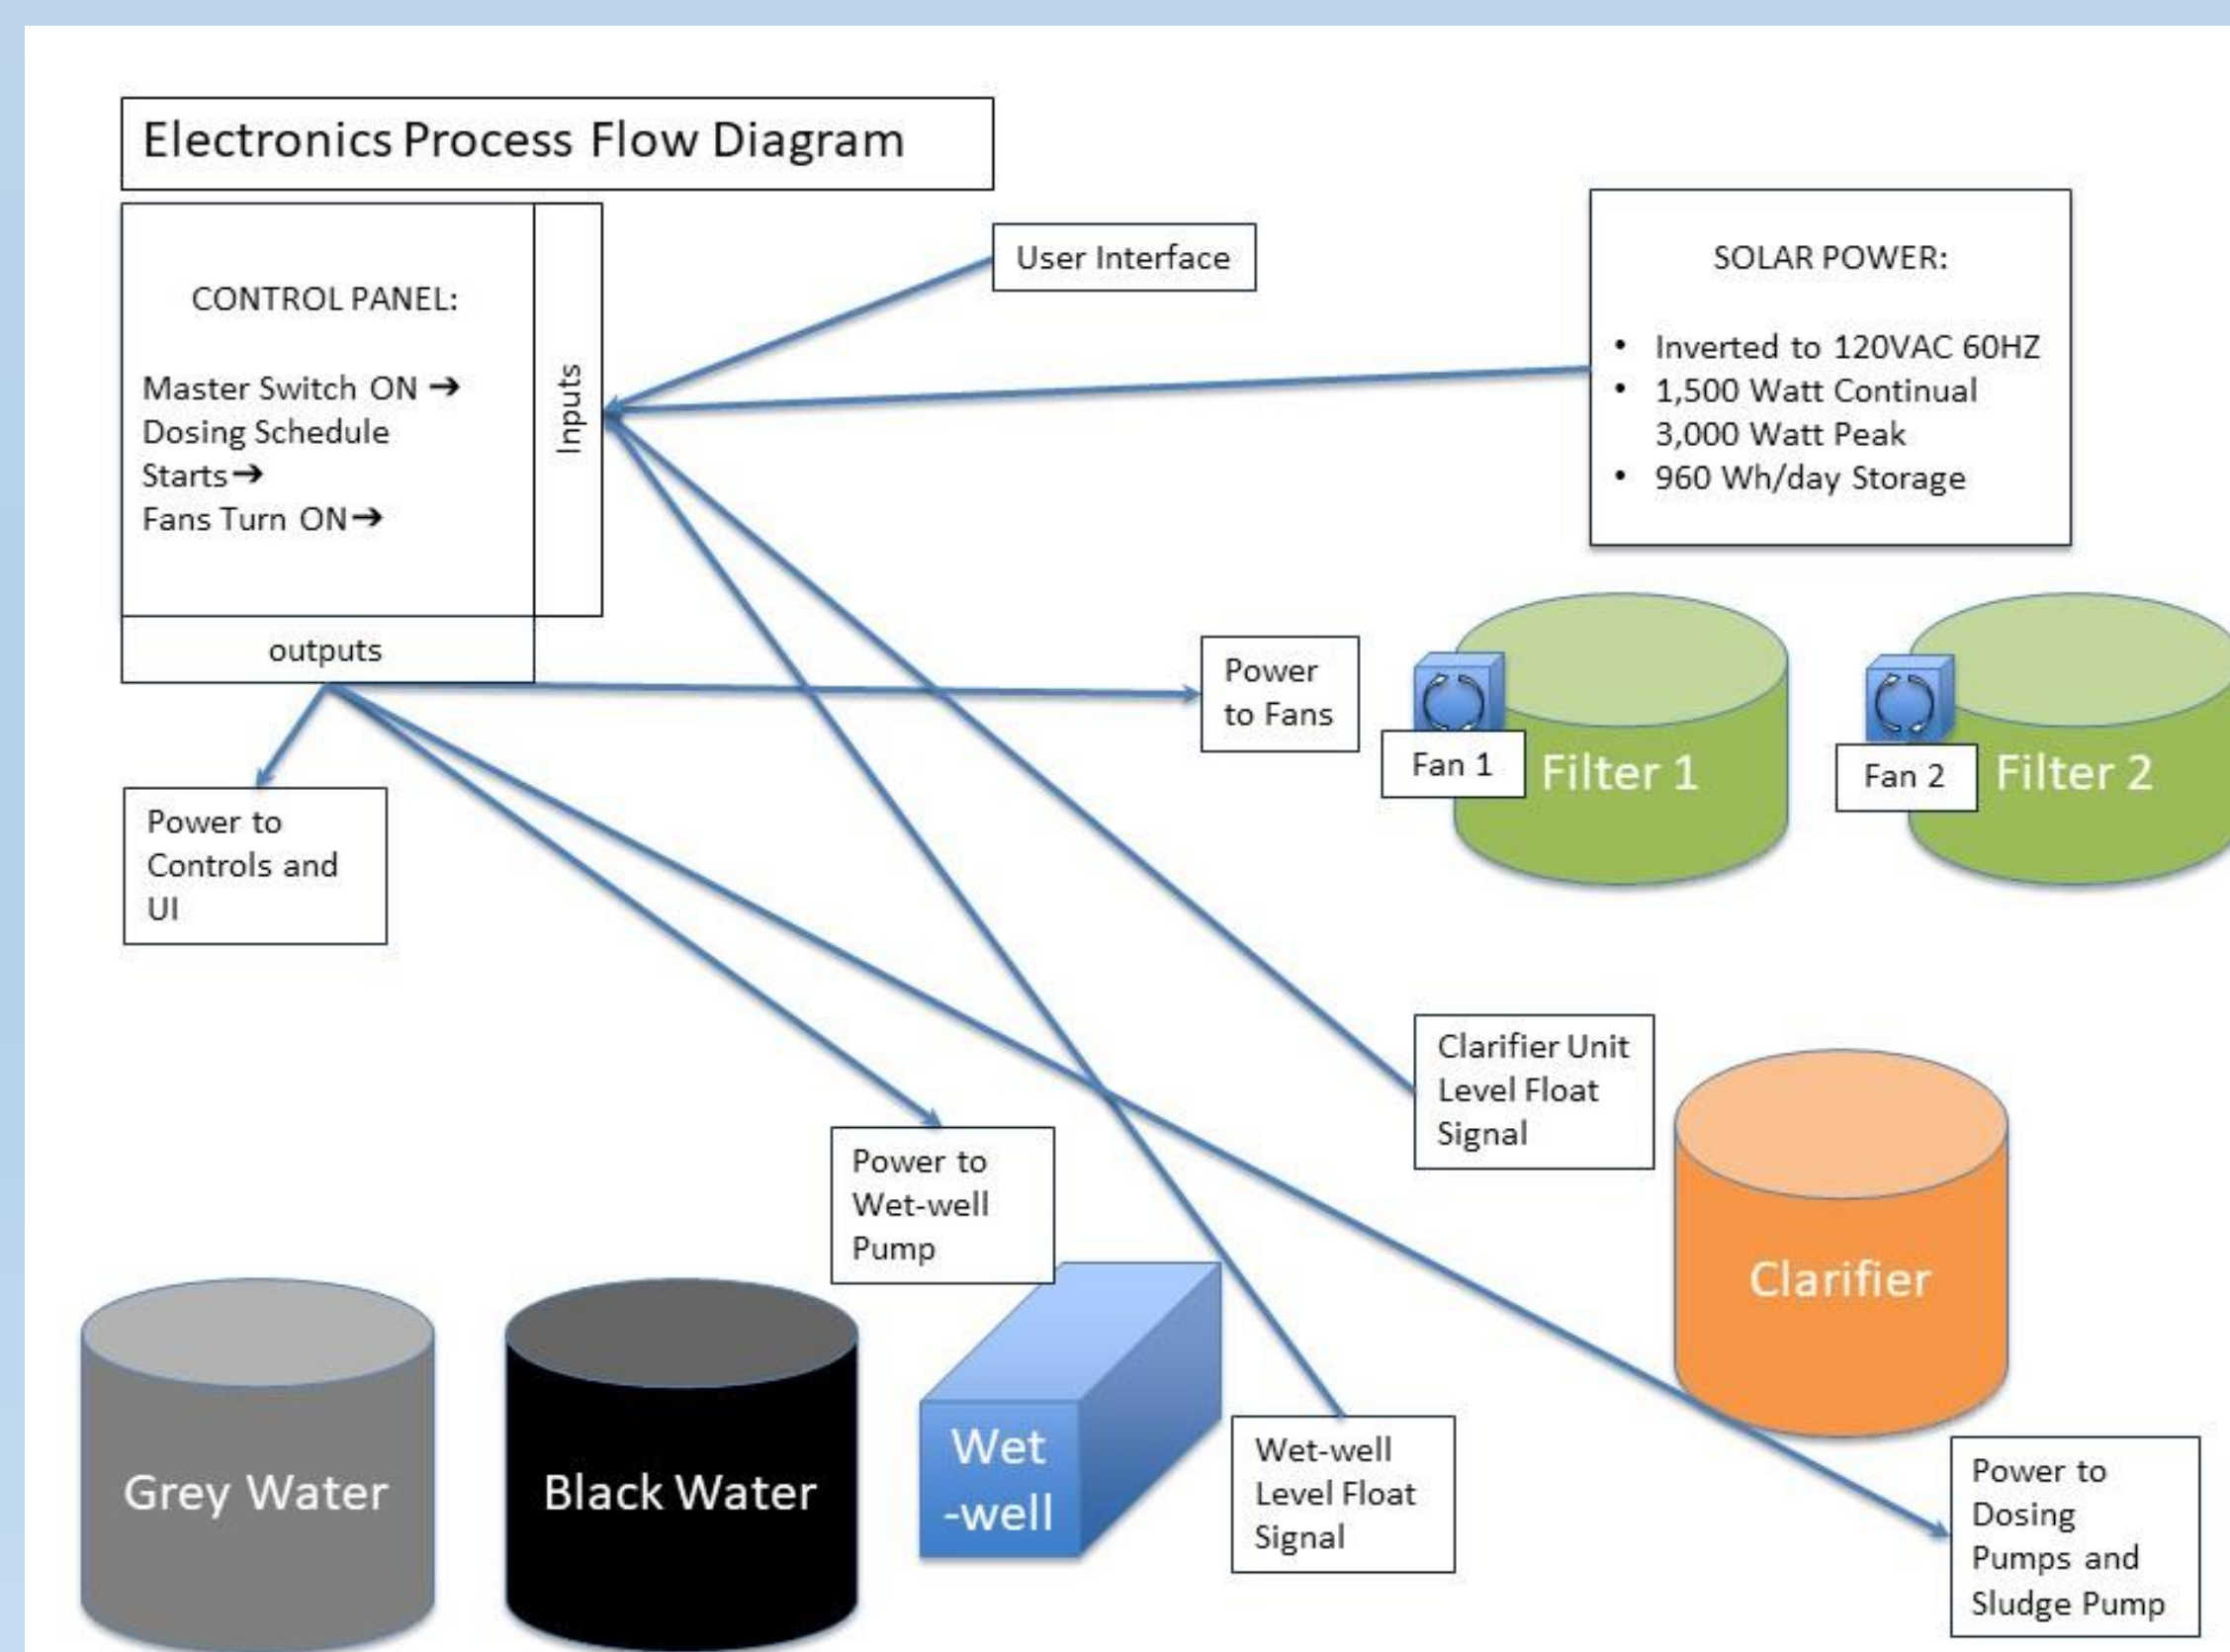 Electronics Process Flow Diagram
CONTROL PANEL:
Master Switch ON ➔
Dosing Schedule
Starts➔
Fans Turn ON➔
Inputs
outputs
User Interface
SOLAR POWER:
• Inverted to 120VAC 60HZ
• 1,500 Watt Continual
3,000 Watt Peak
• 960 Wh/day Storage
Power
to Fans
Fan 1
Filter 1
Fan 2
Filter 2
Power to
Controls and
UI
Clarifier Unit
Level Float
Signal
Power to
Wet-well
Pump
Clarifier
Grey Water
Black Water
Wet
-well
Wet-well
Level Float
Signal
Power to
Dosing
Pumps and
Sludge Pump